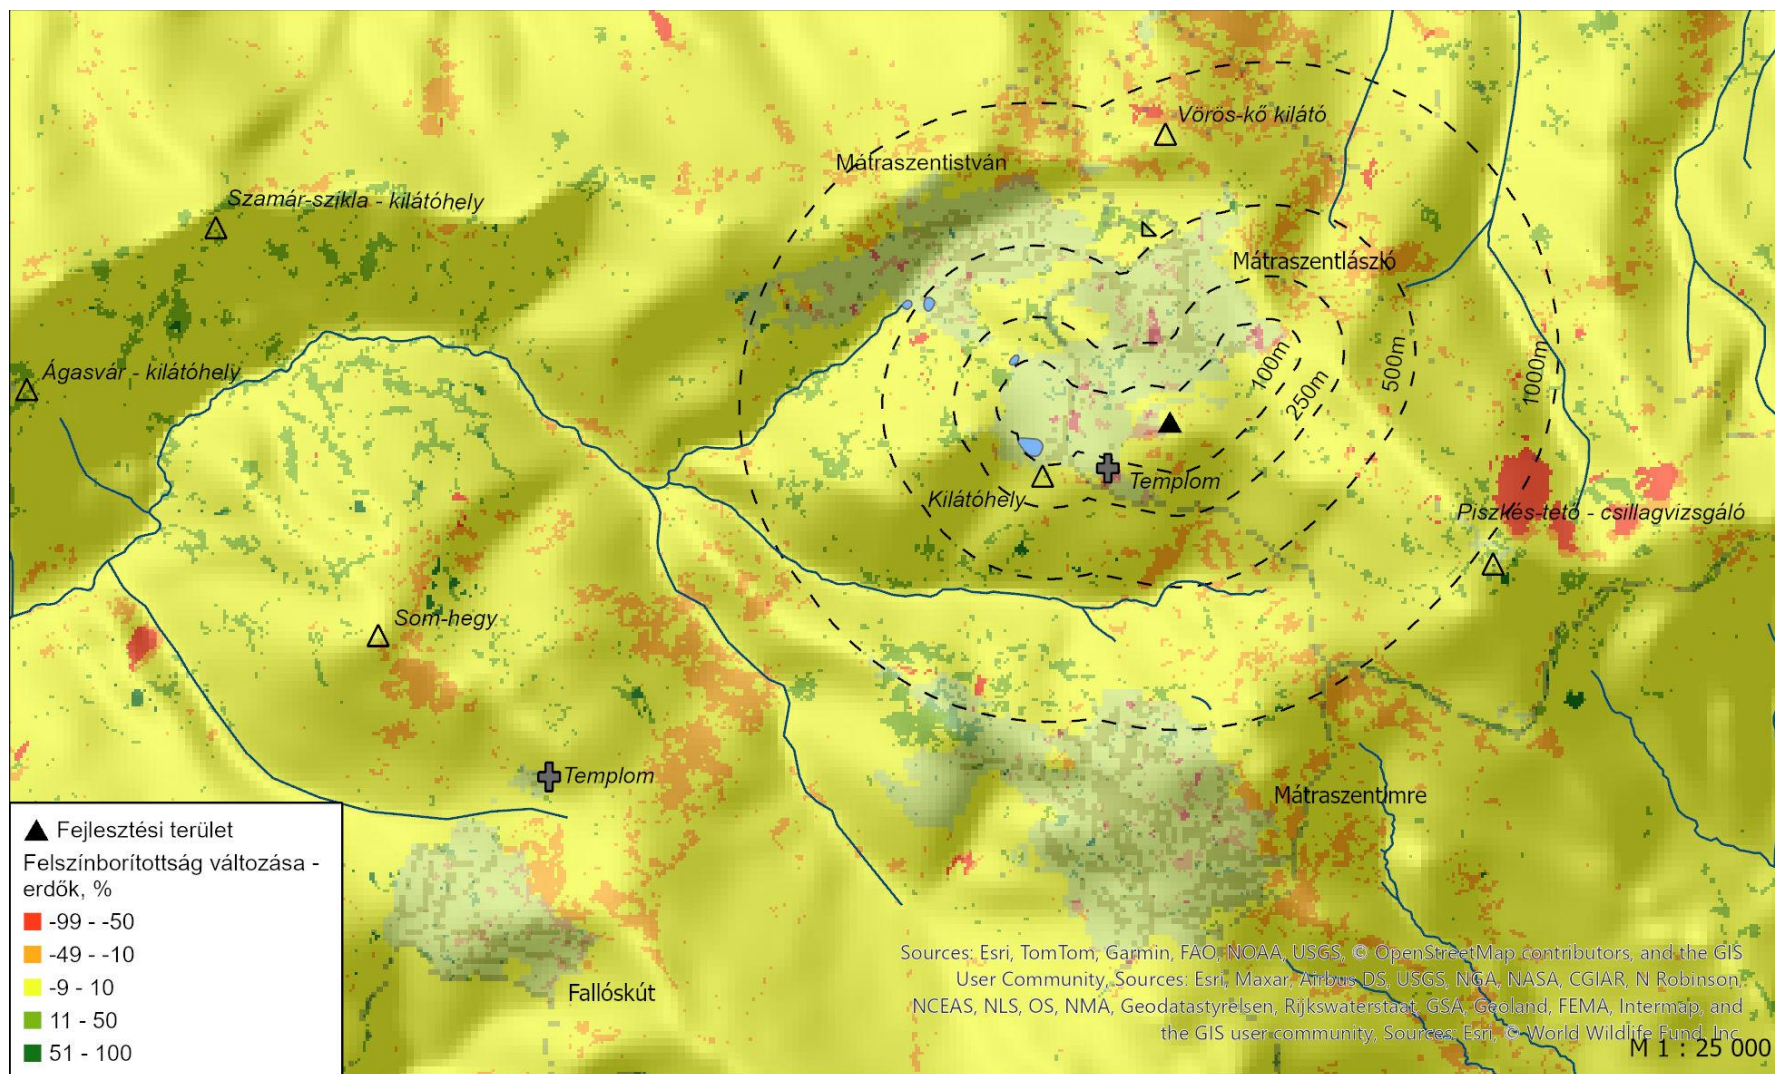 Vörös-kő kilátó
Mátraszentistván
Szamár-szikla - kilátóhely
Mátraszentlászló
Ágasvár - kilátóhely
100m
250m
500m
1000m
Kilátóhely
Templom
Piszkés-tető - csillagvizsgáló
Som-hegy
Templom
Mátraszentimre
Fallóskút
Fejlesztési terület
Felszínborítottság változása -
erdők, %
-99 - -50
-49 - -10
-9 - 10
11 - 50
51 - 100
Sources: Esri, TomTom, Garmin, FAO, NOAA, USGS, © OpenStreetMap contributors, and the GIS
User Community, Sources: Esri, Maxar, Airbus DS, USGS, NGA, NASA, CGIAR, N Robinson,
NCEAS, NLS, OS, NMA, Geodatastyrelsen, Rijkswaterstaat, GSA, Geoland, FEMA, Intermap, and
the GIS user community, Sources: Esri, © World Wildlife Fund, Inc.
M 1 : 25 000